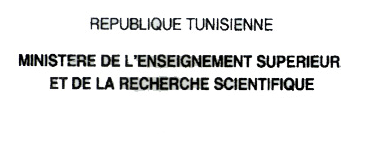 REPUBLIQUE TUNISIENNE
MINISTERE DE L'ENSEIGNEMENT SUPERIEUR
ET DE LA RECHERCHE SCIENTIFIQUE